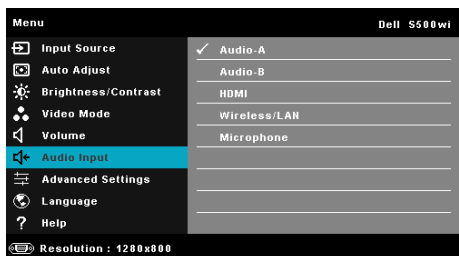 Menu Dell S500wi
Input Source ✓ Audio-A
Auto Adjust Audio-B
Brightness/Contrast HDMI
Video Mode Wireless/LAN
Volume Microphone
Audio Input
Advanced Settings
Language
? Help
Resolution : 1280x800